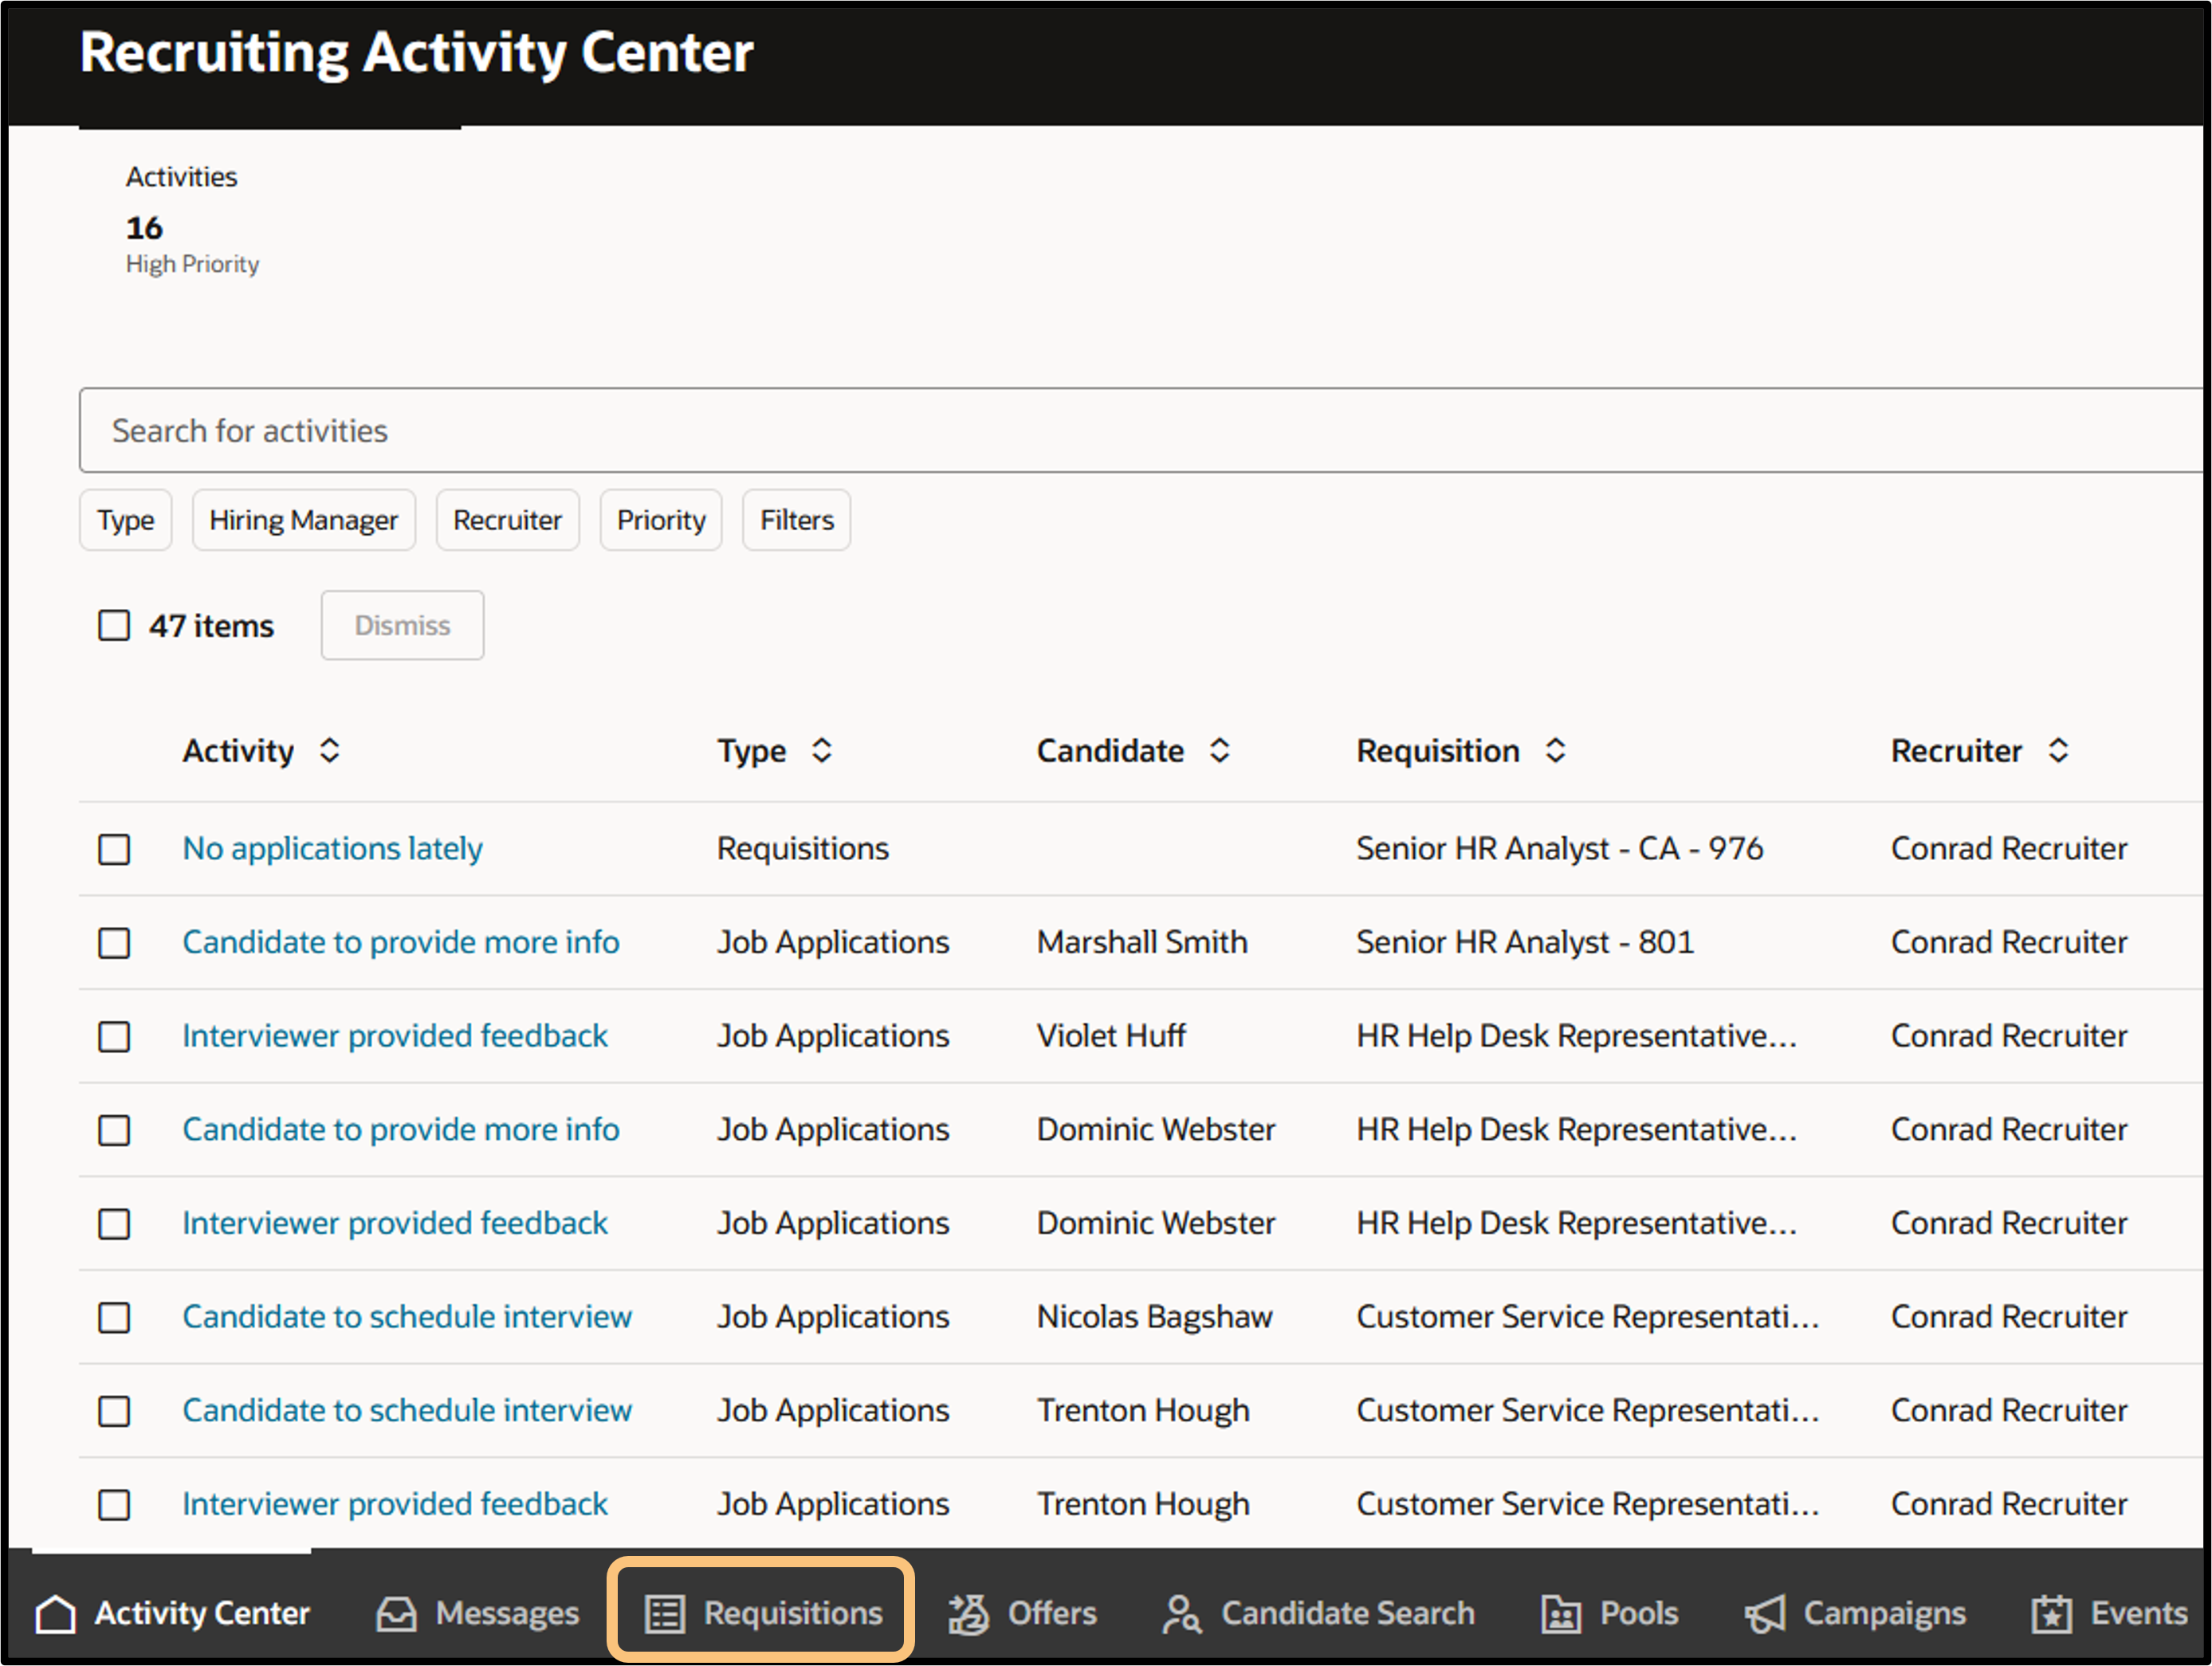 Recruiting Activity Center
Activities
16
High Priority
Search for activities
Type Hiring Manager Recruiter Priority Filters
47 items Dismiss
Activity Type Candidate Requisition Recruiter
No applications lately Requisitions Senior HR Analyst - CA - 976 Conrad Recruiter
Candidate to provide more info Job Applications Marshall Smith Senior HR Analyst - 801 Conrad Recruiter
Interviewer provided feedback Job Applications Violet Huff HR Help Desk Representative... Conrad Recruiter
Candidate to provide more info Job Applications Dominic Webster HR Help Desk Representative... Conrad Recruiter
Interviewer provided feedback Job Applications Dominic Webster HR Help Desk Representative... Conrad Recruiter
Candidate to schedule interview Job Applications Nicolas Bagshaw Customer Service Representati... Conrad Recruiter
Candidate to schedule interview Job Applications Trenton Hough Customer Service Representati... Conrad Recruiter
Interviewer provided feedback Job Applications Trenton Hough Customer Service Representati... Conrad Recruiter
Activity Center Messages Requisitions Offers Candidate Search Pools Campaigns Events